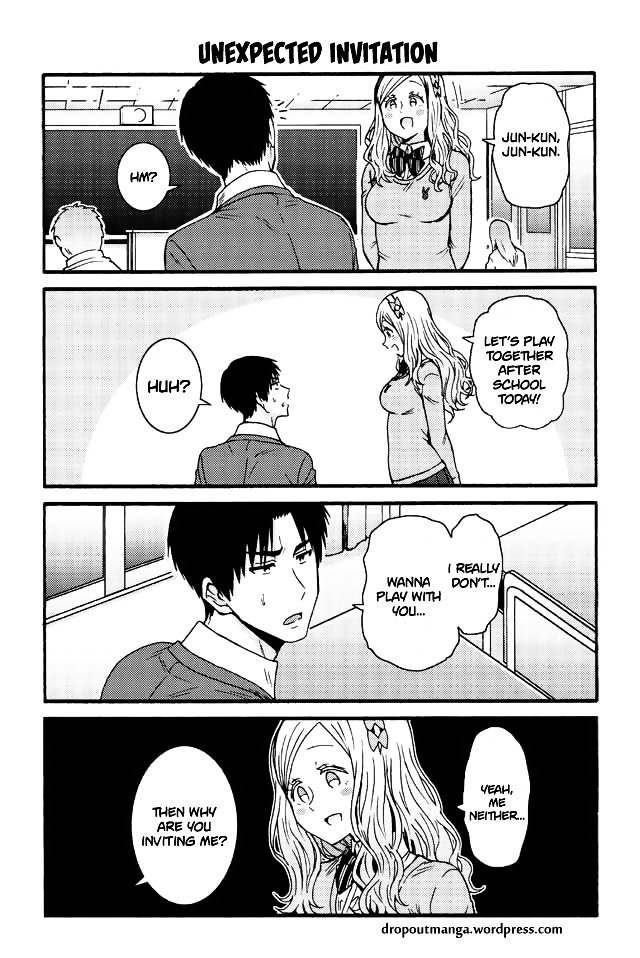 UNEXPECTED INVITATION
JUN-KUN,
JUN-KUN.
HM?
LET'S PLAY
TOGETHER
AFTER
SCHOOL
TODAY!
HUH?
I REALLY
DON'T...
WANNA
PLAY WITH
YOU...
YEAH,
ME
NEITHER...
THEN WHY
ARE YOU
INVITING ME?
dropoutmanga.wordpress.com